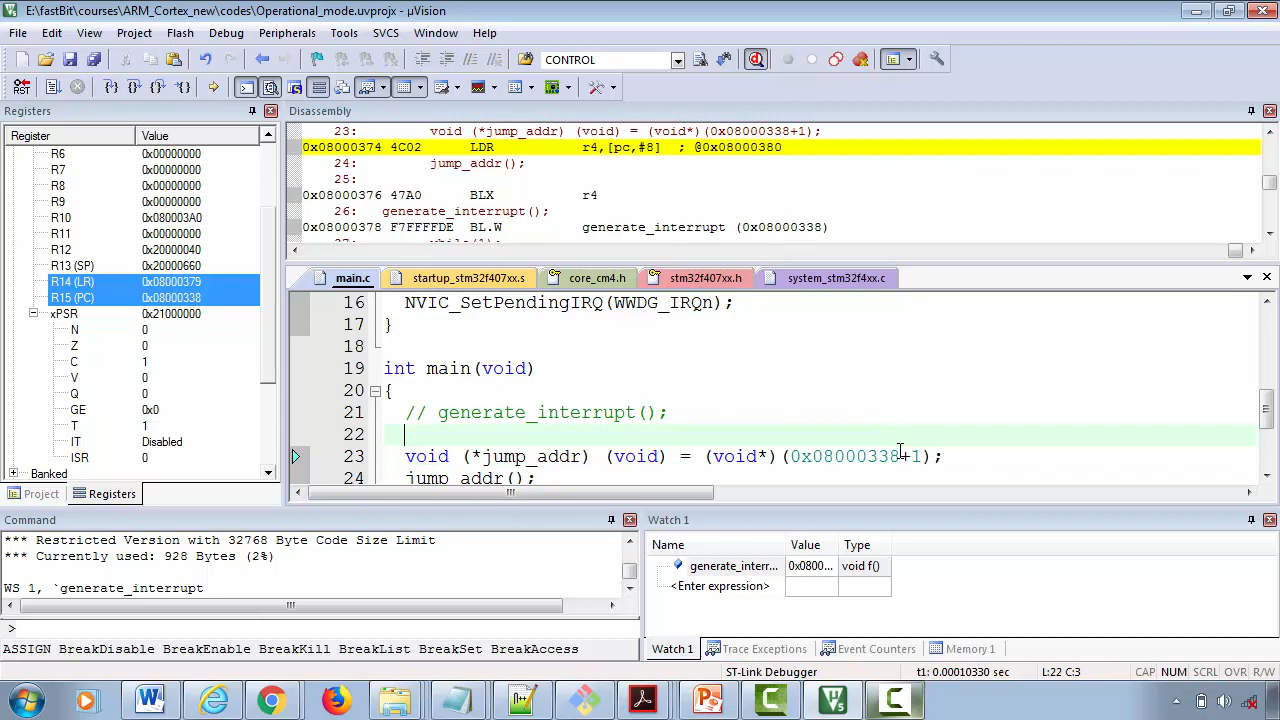 E:\fastBit\courses\ARM_Cortex_new\codes\Operational_mode.uvprojx - µVision
File Edit View Project Flash Debug Peripherals Tools SVCS Window Help
CONTROL
RST
Registers
Register Value
R6 0x00000000
R7 0x00000000
R8 0x00000000
R9 0x00000000
R10 0x080003A0
R11 0x00000000
R12 0x20000040
R13 (SP) 0x20000660
R14 (LR) 0x08000379
R15 (PC) 0x08000338
xPSR 0x21000000
N 0
Z 0
C 1
V 0
Q 0
GE 0x0
T 1
IT Disabled
ISR 0
Banked
Project Registers
Disassembly
23: void (*jump_addr) (void) = (void*)(0x08000338+1);
0x08000374 4C02 LDR r4,[pc,#8] ; @0x08000380
24: jump_addr();
25:
0x08000376 47A0 BLX r4
26: generate_interrupt();
0x08000378 F7FFFFDE BL.W generate_interrupt (0x08000338)
27: while(1);
main.c startup_stm32f407xx.s core_cm4.h stm32f407xx.h system_stm32f4xx.c
16 NVIC_SetPendingIRQ(WWDG_IRQn);
17 }
18
19 int main(void)
20 {
21 // generate_interrupt();
22
23 void (*jump_addr) (void) = (void*)(0x08000338+1);
24 jump_addr();
Command
*** Restricted Version with 32768 Byte Code Size Limit
*** Currently used: 928 Bytes (2%)
WS 1, `generate_interrupt
>
ASSIGN BreakDisable BreakEnable BreakKill BreakList BreakSet BreakAccess
Watch 1
Name Value Type
generate_interr... 0x0800... void f()
<Enter expression>
Watch 1 Trace Exceptions Event Counters Memory 1
ST-Link Debugger t1: 0.00010330 sec L:22 C:3 CAP NUM SCRL OVR R/W